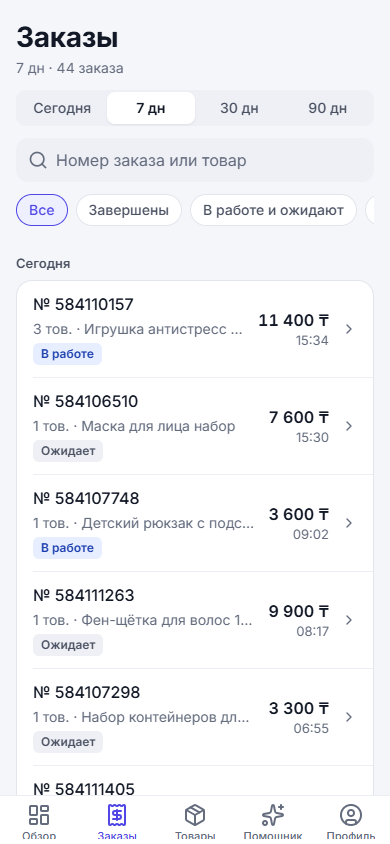 Заказы
7 дн · 44 заказа
Сегодня 7 дн 30 дн 90 дн
Номер заказа или товар
Все Завершены В работе и ожидают
Сегодня
№ 584110157
3 тов. · Игрушка антистресс ...
В работе
11 400 ₸
15:34
№ 584106510
1 тов. · Маска для лица набор
Ожидает
7 600 ₸
15:30
№ 584107748
1 тов. · Детский рюкзак с подс...
В работе
3 600 ₸
09:02
№ 584111263
1 тов. · Фен-щётка для волос 1...
Ожидает
9 900 ₸
08:17
№ 584107298
1 тов. · Набор контейнеров дл...
Ожидает
3 300 ₸
06:55
№ 584111405
Обзор Заказы Товары Помощник Профиль